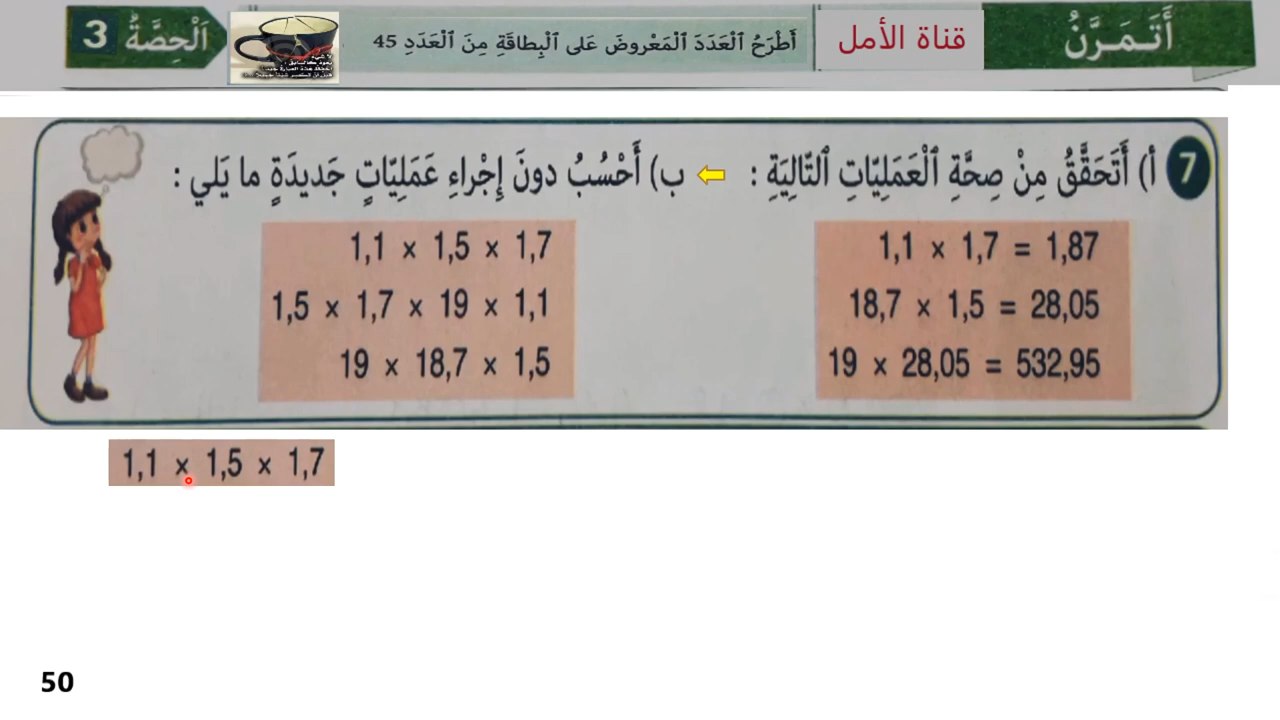 أَتَمَرَّنُ
قناة الأمل
أَطْرَحُ ٱلْعَدَدَ ٱلْمَعْروضَ عَلى ٱلْبِطاقَةِ مِنَ ٱلْعَدَدِ 45
اَلْحِصَّةُ 3
7 أ) أَتَحَقَّقُ مِنْ صِحَّةِ ٱلْعَمَلِيّاتِ ٱلتّالِيَةِ :
1,1 × 1,7 = 1,87
18,7 × 1,5 = 28,05
19 × 28,05 = 532,95
ب) أَحْسُبُ دونَ إِجْراءِ عَمَلِيّاتٍ جَديدَةٍ ما يَلي :
1,1 × 1,5 × 1,7
1,5 × 1,7 × 19 × 1,1
19 × 18,7 × 1,5
1,1 × 1,5 × 1,7
50